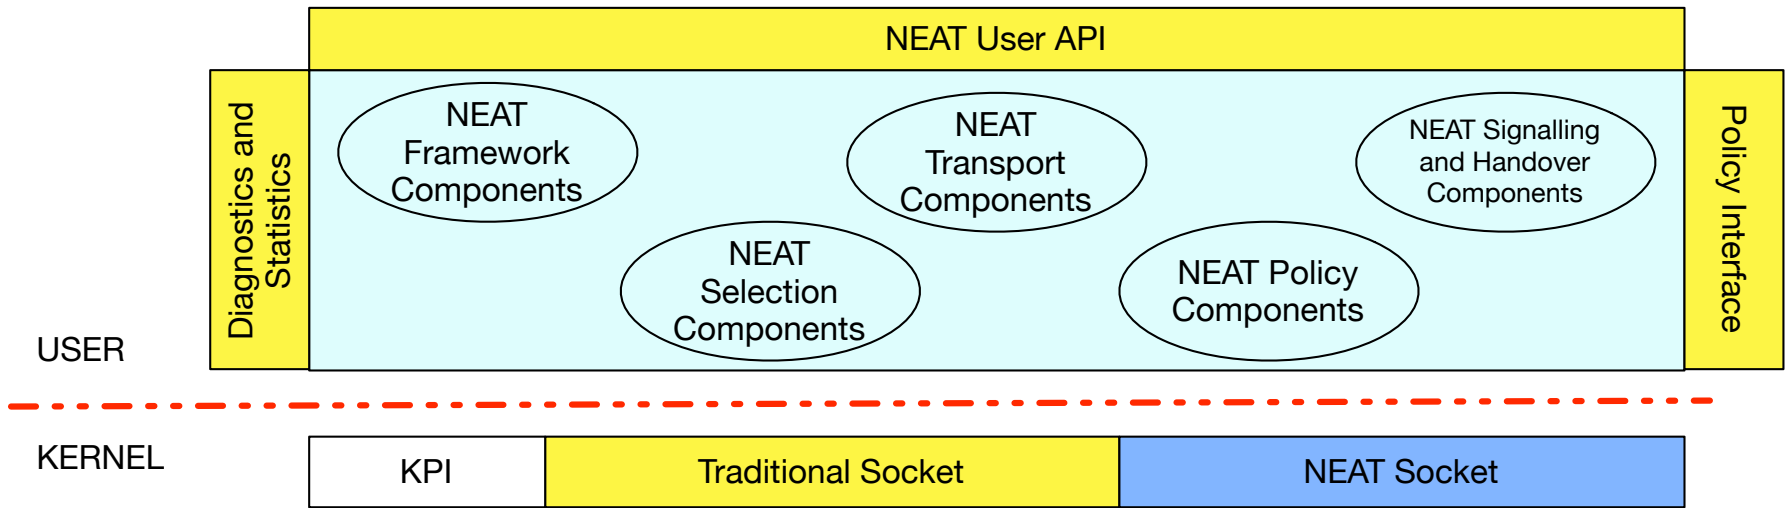 NEAT User API
Diagnostics and
Statistics
NEAT
Framework
Components
NEAT
Transport
Components
NEAT Signalling
and Handover
Components
Policy Interface
NEAT
Selection
Components
NEAT Policy
Components
USER
KERNEL
KPI
Traditional Socket
NEAT Socket